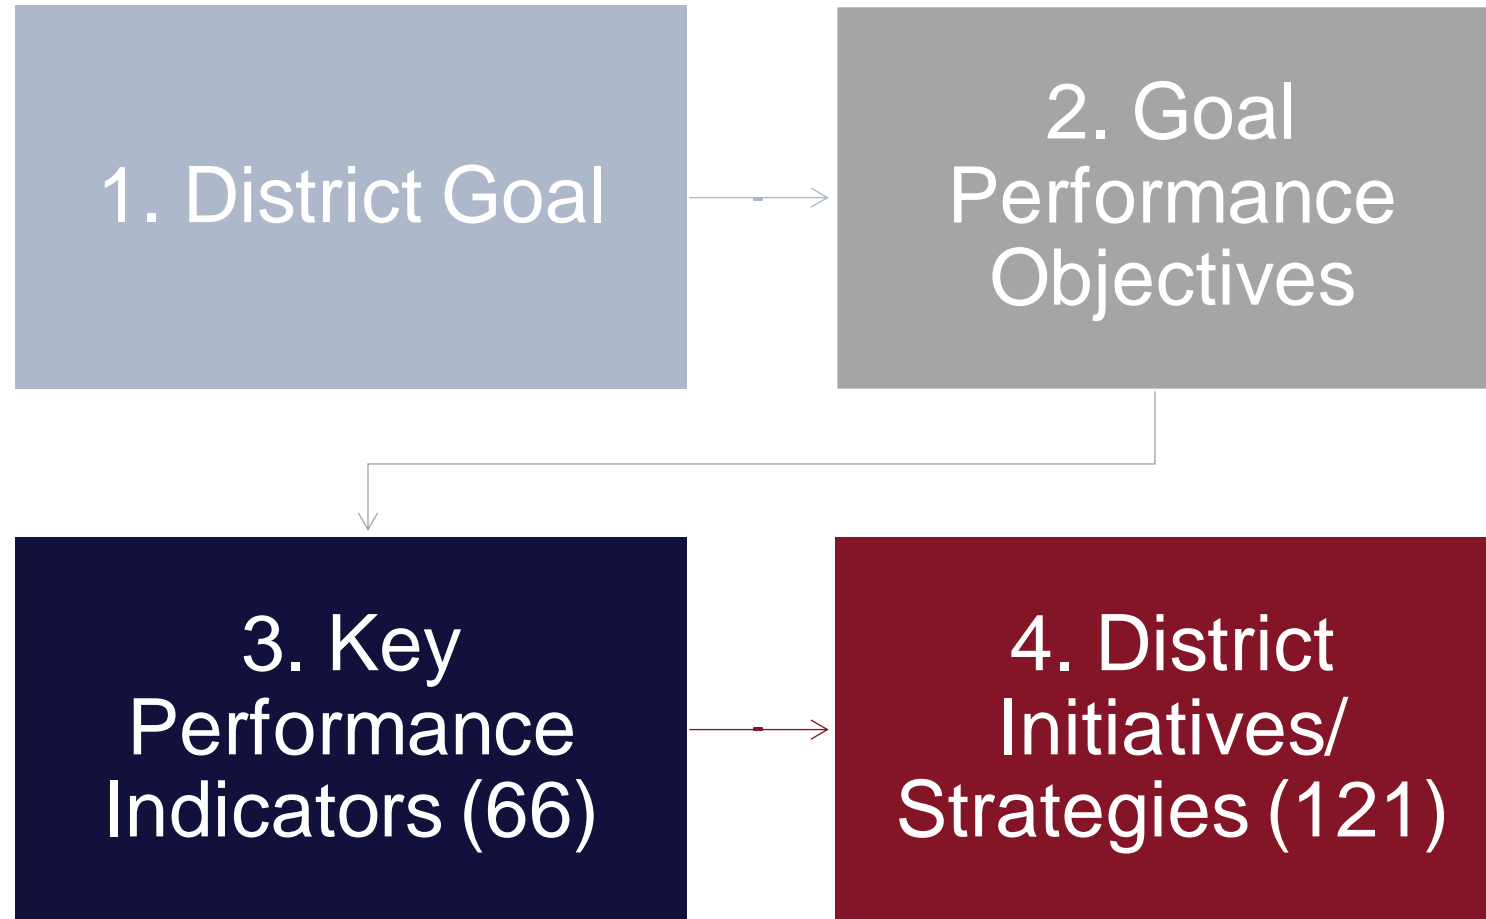 1. District Goal
2. Goal
Performance
Objectives
3. Key
Performance
Indicators (66)
4. District
Initiatives/
Strategies (121)